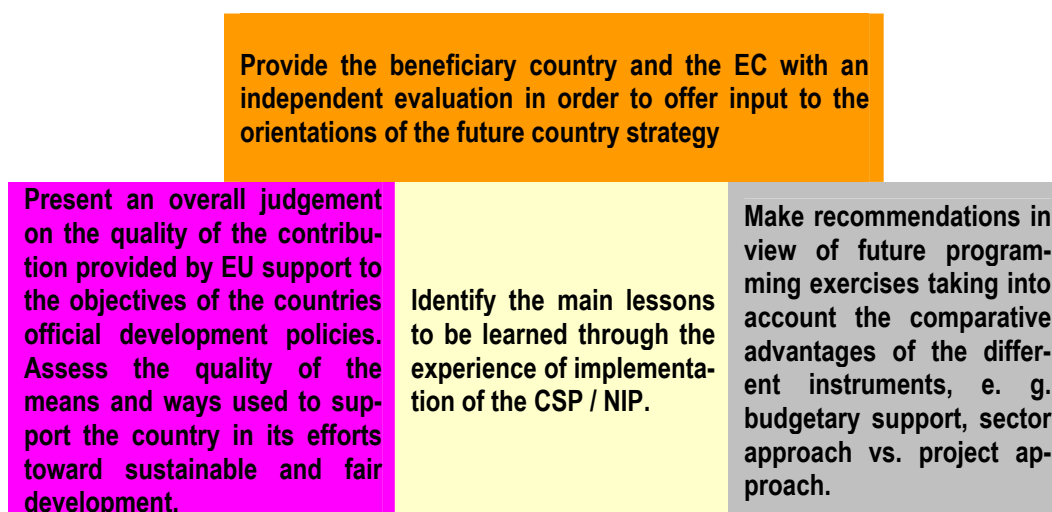 Provide the beneficiary country and the EC with an
independent evaluation in order to offer input to the
orientations of the future country strategy
Present an overall judgement
on the quality of the contribu-
tion provided by EU support to
the objectives of the countries
official development policies.
Assess the quality of the
means and ways used to sup-
port the country in its efforts
toward sustainable and fair
development.
Identify the main lessons
to be learned through the
experience of implementa-
tion of the CSP / NIP.
Make recommendations in
view of future program-
ming exercises taking into
account the comparative
advantages of the differ-
ent instruments, e. g.
budgetary support, sector
approach vs. project ap-
proach.